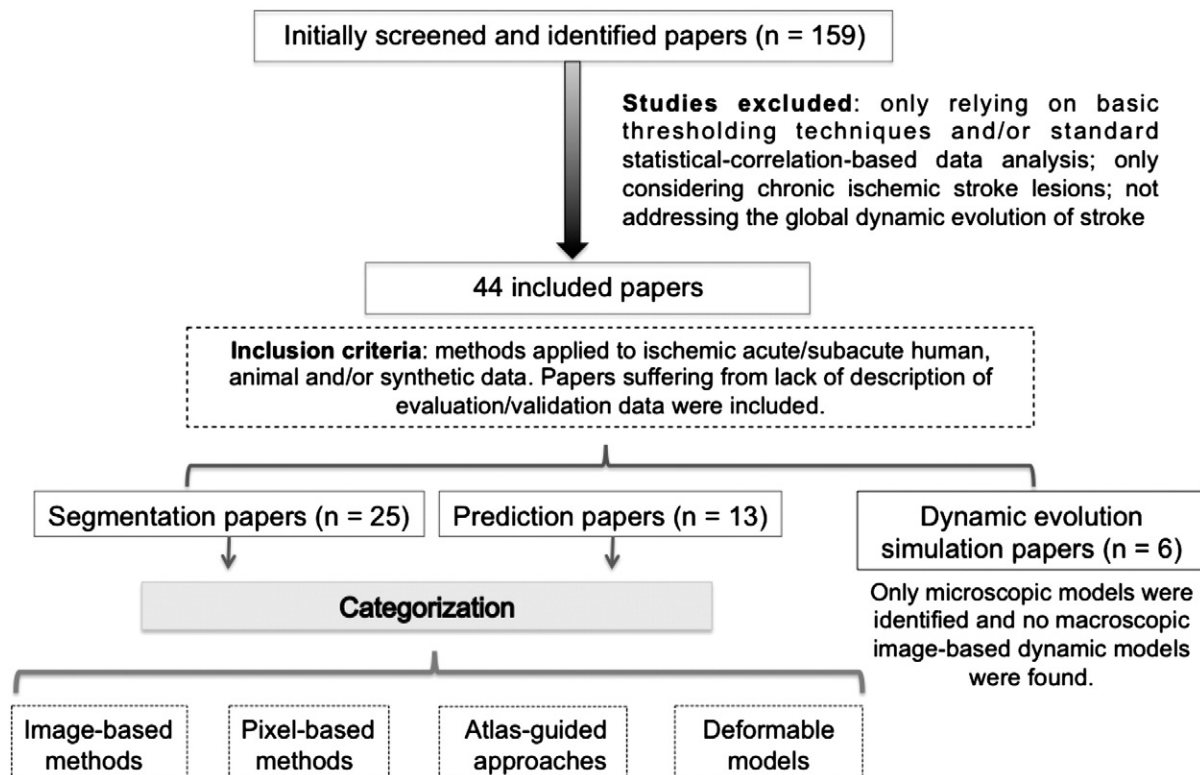 Initially screened and identified papers (n = 159)
Studies excluded: only relying on basic
thresholding techniques and/or standard
statistical-correlation-based data analysis; only
considering chronic ischemic stroke lesions; not
addressing the global dynamic evolution of stroke
44 included papers
Inclusion criteria: methods applied to ischemic acute/subacute human,
animal and/or synthetic data. Papers suffering from lack of description of
evaluation/validation data were included.
Segmentation papers (n = 25)
Prediction papers (n = 13)
Dynamic evolution
simulation papers (n = 6)
Only microscopic models were
identified and no macroscopic
image-based dynamic models
were found.
Categorization
Image-based
methods
Pixel-based
methods
Atlas-guided
approaches
Deformable
models